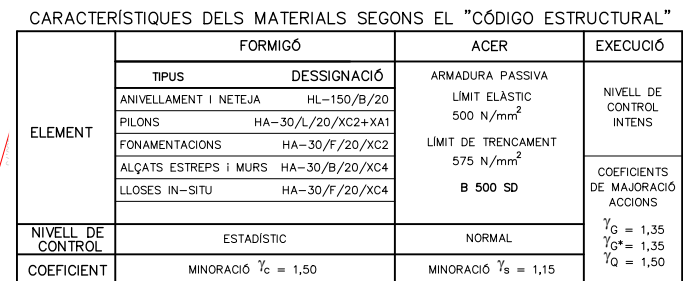 CARACTERÍSTIQUES DELS MATERIALS SEGONS EL "CÓDIGO ESTRUCTURAL"
FORMIGÓ ACER EXECUCIÓ
ELEMENT
TIPUS DESSIGNACIÓ
ANIVELLAMENT I NETEJA HL-150/B/20
PILONS HA-30/L/20/XC2+XA1
FONAMENTACIONS HA-30/F/20/XC2
ALÇATS ESTREPS i MURS HA-30/B/20/XC4
LLOSES IN-SITU HA-30/F/20/XC4
ARMADURA PASSIVA
LÍMIT ELÀSTIC
500 N/mm²
LÍMIT DE TRENCAMENT
575 N/mm²
B 500 SD
NIVELL DE
CONTROL
INTENS
COEFICIENTS
DE MAJORACIÓ
ACCIONS
γG = 1,35
γG*= 1,35
γQ = 1,50
NIVELL DE
CONTROL
ESTADÍSTIC NORMAL
COEFICIENT MINORACIÓ γc = 1,50 MINORACIÓ γs = 1,15